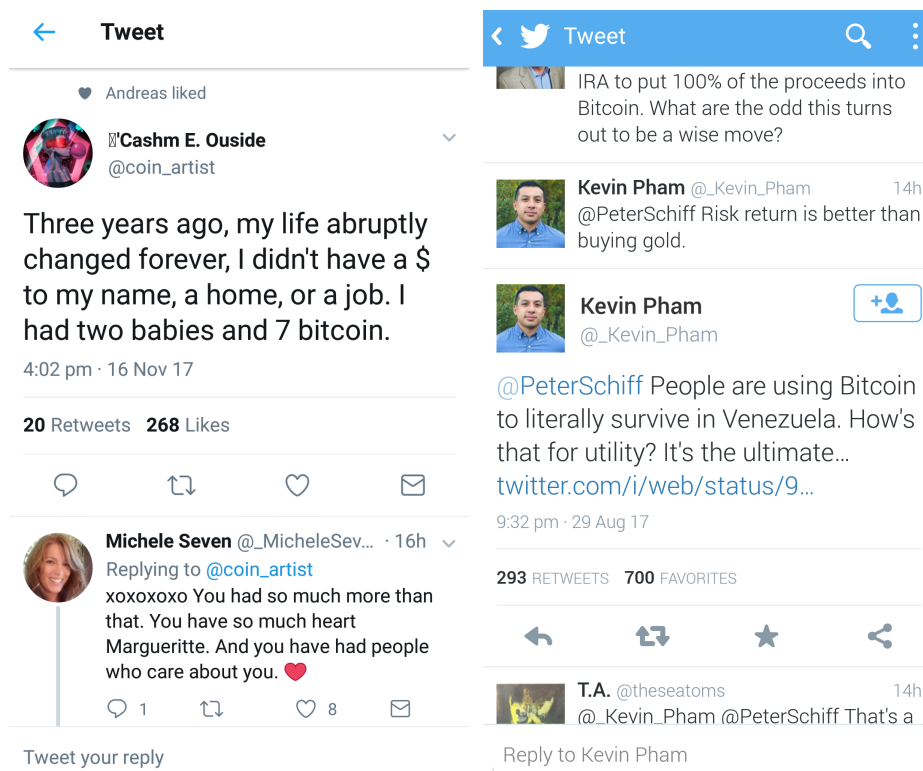 Tweet
Andreas liked
'Cashm E. Ouside
@coin_artist
Three years ago, my life abruptly
changed forever, I didn't have a $
to my name, a home, or a job. I
had two babies and 7 bitcoin.
4:02 pm · 16 Nov 17
20 Retweets 268 Likes
Michele Seven @_MicheleSev... · 16h
Replying to @coin_artist
xoxoxoxo You had so much more than
that. You have so much heart
Margueritte. And you have had people
who care about you. ❤️
1 8
Tweet your reply
Tweet
IRA to put 100% of the proceeds into
Bitcoin. What are the odd this turns
out to be a wise move?
Kevin Pham @_Kevin_Pham 14h
@PeterSchiff Risk return is better than
buying gold.
Kevin Pham
@_Kevin_Pham
@PeterSchiff People are using Bitcoin
to literally survive in Venezuela. How's
that for utility? It's the ultimate…
twitter.com/i/web/status/9…
9:32 pm · 29 Aug 17
293 RETWEETS 700 FAVORITES
T.A. @theseatoms 14h
@_Kevin_Pham @PeterSchiff That's a
Reply to Kevin Pham